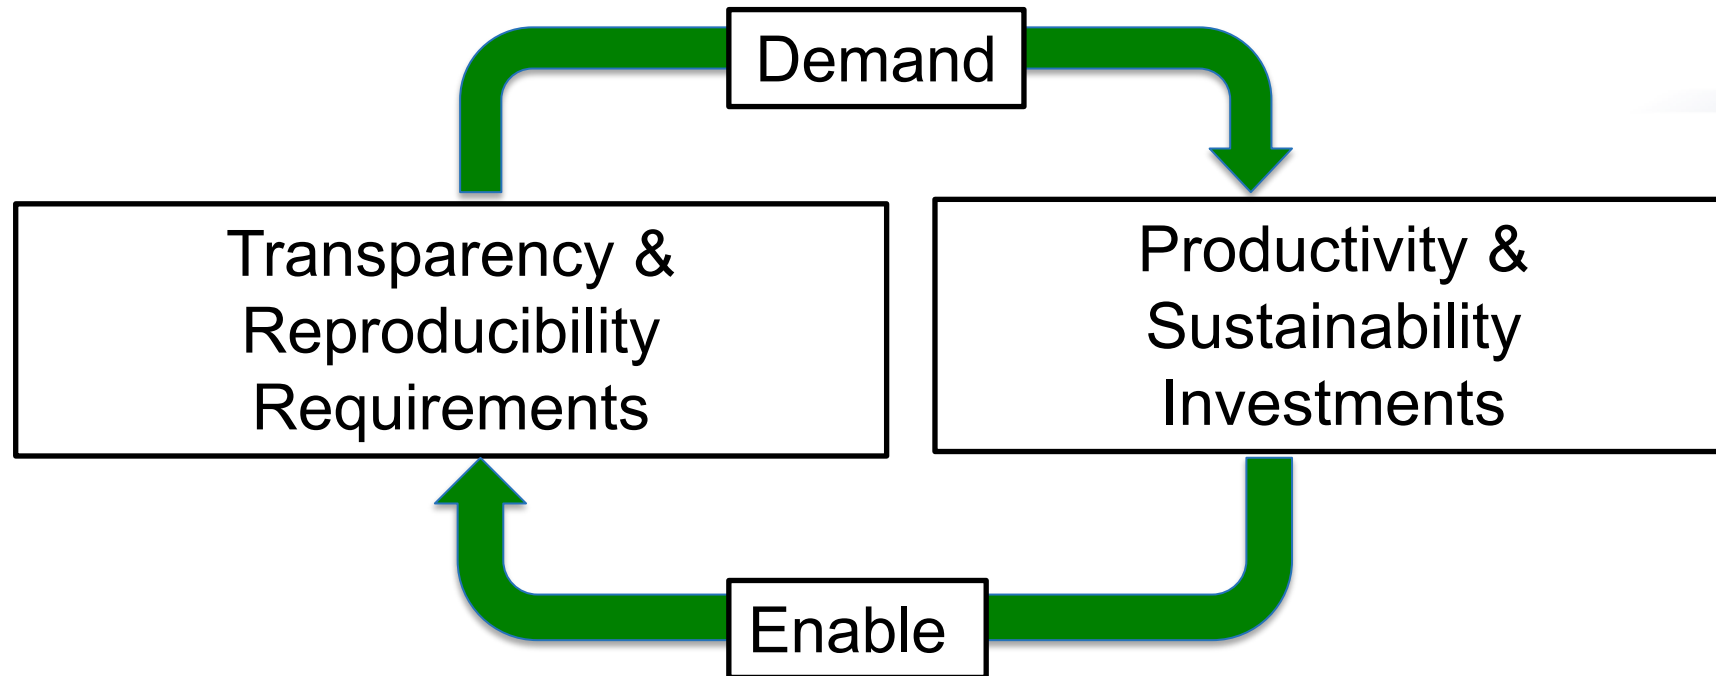 Demand
Transparency &
Reproducibility
Requirements
Productivity &
Sustainability
Investments
Enable